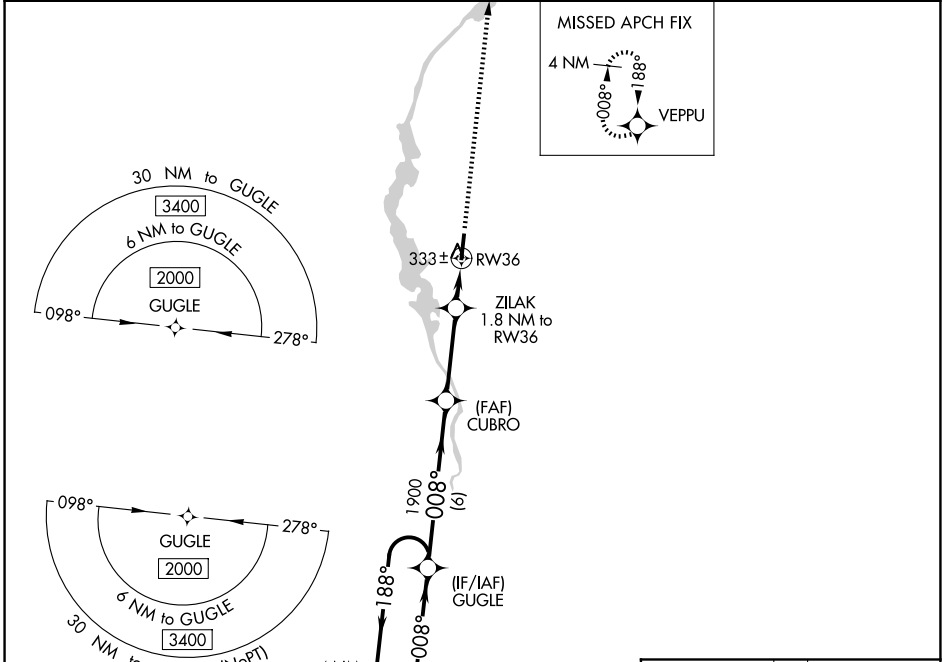 MISSED APCH FIX
4 NM
008°
188°
VEPPU
30 NM to GUGLE
3400
6 NM to GUGLE
2000
GUGLE
098°
278°
333±
RW36
ZILAK
1.8 NM to
RW36
(FAF)
CUBRO
1900
008°
(6)
098°
278°
GUGLE
2000
6 NM to GUGLE
3400
30 NM
(IF/IAF)
GUGLE
188°
008°